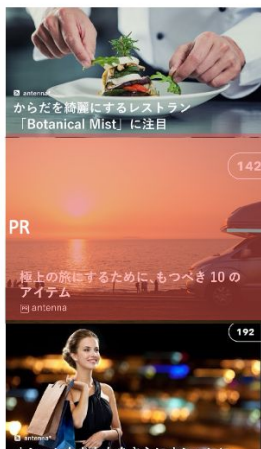 antenna*
からだを綺麗にするレストラン
「Botanical Mist」に注目
142
PR
極上の旅にするために、もつべき 10 の
アイテム
antenna
192
antenna*